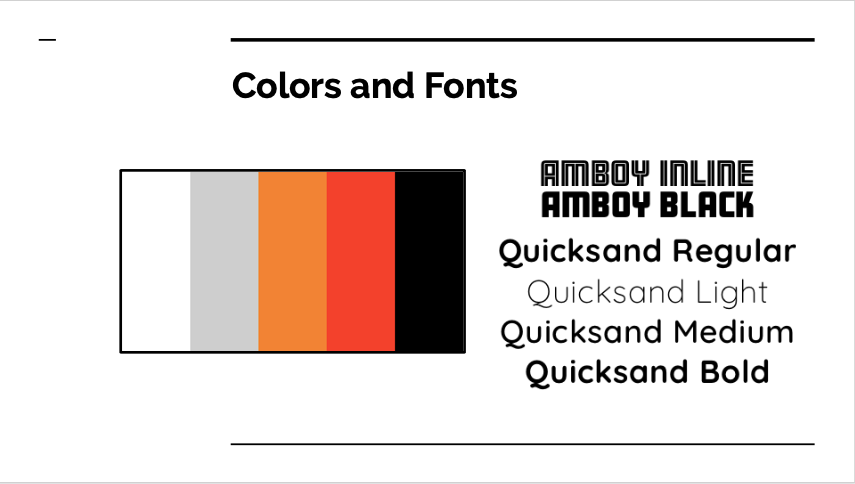 Colors and Fonts
AMBOY INLINE
AMBOY BLACK
Quicksand Regular
Quicksand Light
Quicksand Medium
Quicksand Bold